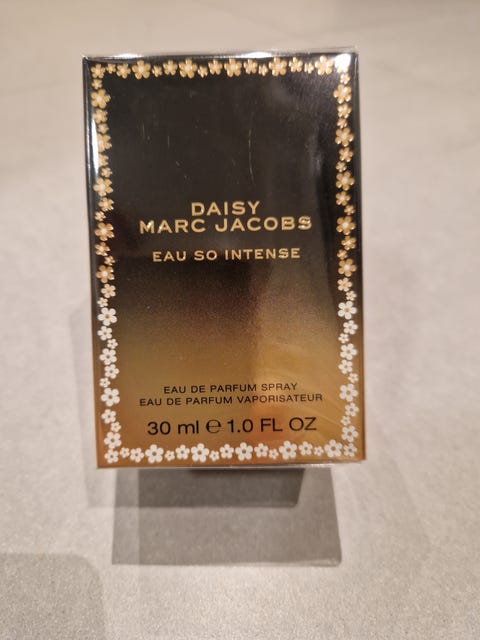 DAISY
MARC JACOBS
EAU SO INTENSE
EAU DE PARFUM SPRAY
EAU DE PARFUM VAPORISATEUR
30 ml ℮ 1.0 FL OZ